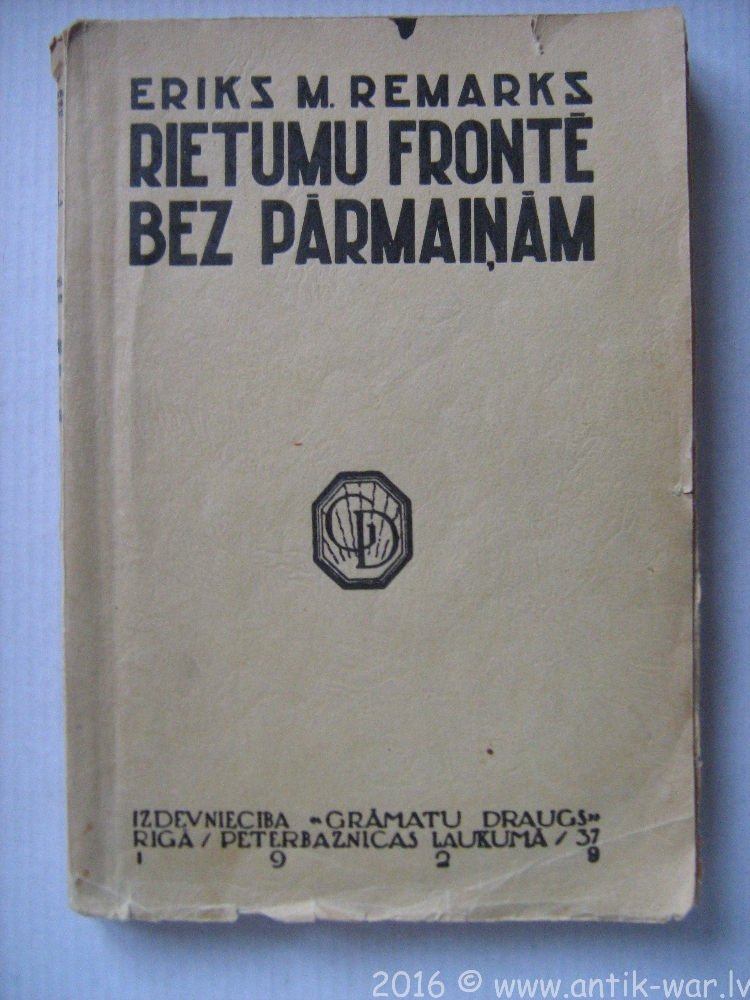 ERIKS M. REMARKS
RIETUMU FRONTĒ
BEZ PĀRMAIŅĀM
GD
IZDEVNIECIBA «GRĀMATU DRAUGS»
RIGĀ / PETERBAZNICAS LAUKUMĀ / 37
1 9 2 9
2016 © www.antik-war.lv